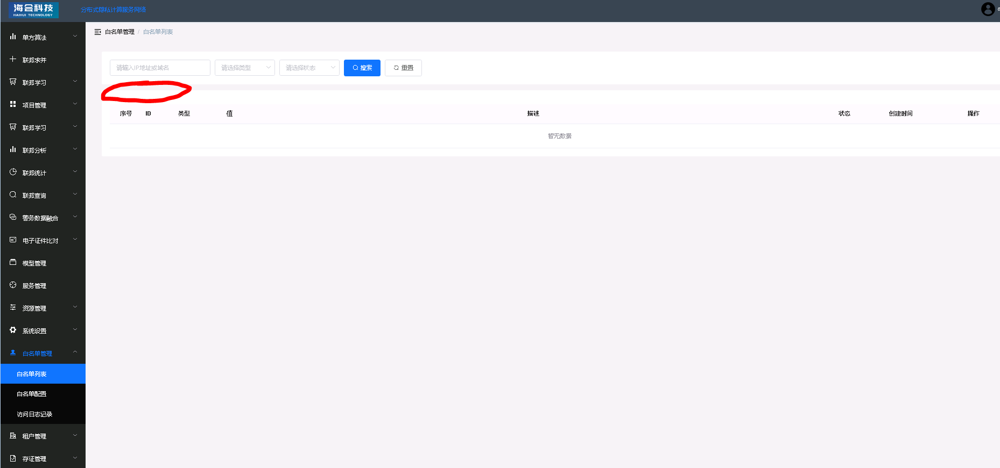 海会科技
HAIHUI TECHNOLOGY
分布式隐私计算服务网络
单方算法
联邦求并
联邦学习
项目管理
联邦学习
联邦分析
联邦统计
联邦查询
警务数据融合
电子证件比对
模型管理
服务管理
资源管理
系统设置
白名单管理
白名单列表
白名单配置
访问日志记录
租户管理
存证管理
白名单管理 / 白名单列表
请输入IP地址或域名 请选择类型 请选择状态 搜索 重置
序号 ID 类型 值 描述 状态 创建时间 操作
暂无数据